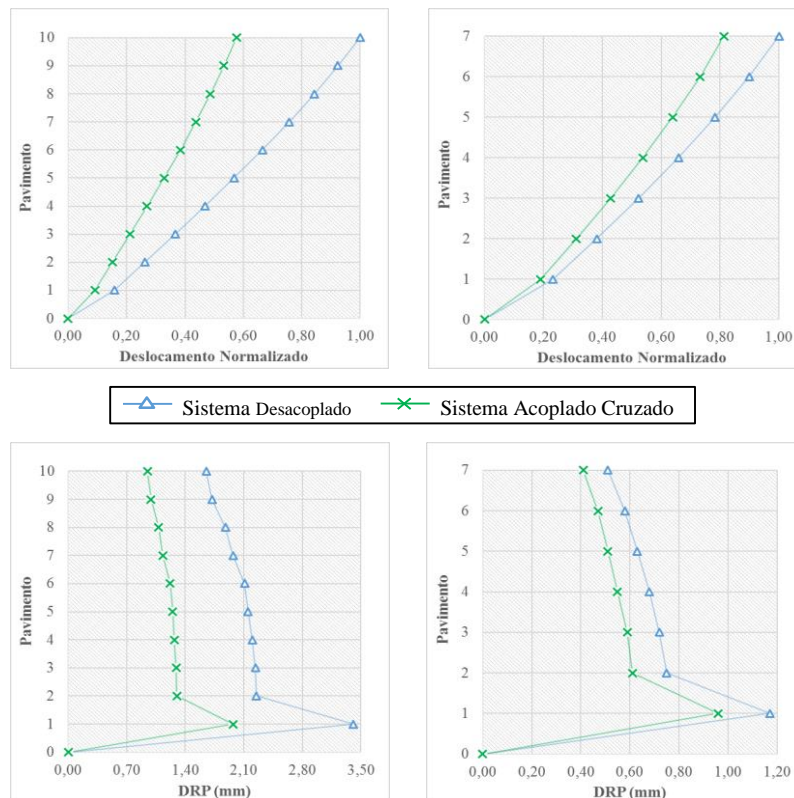 Pavimento
10
9
8
7
6
5
4
3
2
1
0
0,00 0,20 0,40 0,60 0,80 1,00
Deslocamento Normalizado
Pavimento
7
6
5
4
3
2
1
0
0,00 0,20 0,40 0,60 0,80 1,00
Deslocamento Normalizado
Sistema Desacoplado Sistema Acoplado Cruzado
Pavimento
10
9
8
7
6
5
4
3
2
1
0
0,00 0,70 1,40 2,10 2,80 3,50
DRP (mm)
Pavimento
7
6
5
4
3
2
1
0
0,00 0,20 0,40 0,60 0,80 1,00 1,20
DRP (mm)